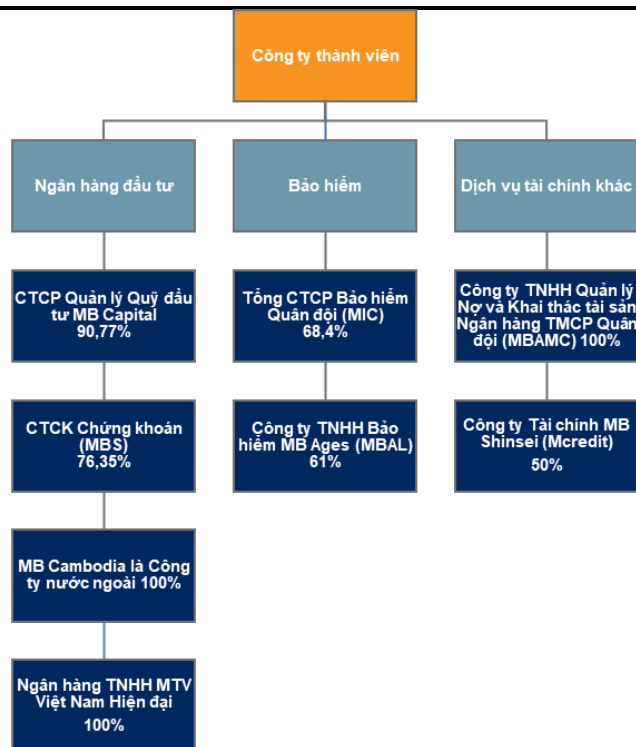 Công ty thành viên
Ngân hàng đầu tư
Bảo hiểm
Dịch vụ tài chính khác
CTCP Quản lý Quỹ đầu
tư MB Capital
90,77%
Tổng CTCP Bảo hiểm
Quân đội (MIC)
68,4%
Công ty TNHH Quản lý
Nợ và Khai thác tài sản
Ngân hàng TMCP Quân
đội (MBAMC) 100%
CTCK Chứng khoán
(MBS)
76,35%
Công ty TNHH Bảo
hiểm MB Ages (MBAL)
61%
Công ty Tài chính MB
Shinsei (Mcredit)
50%
MB Cambodia là Công
ty nước ngoài 100%
Ngân hàng TNHH MTV
Việt Nam Hiện đại
100%